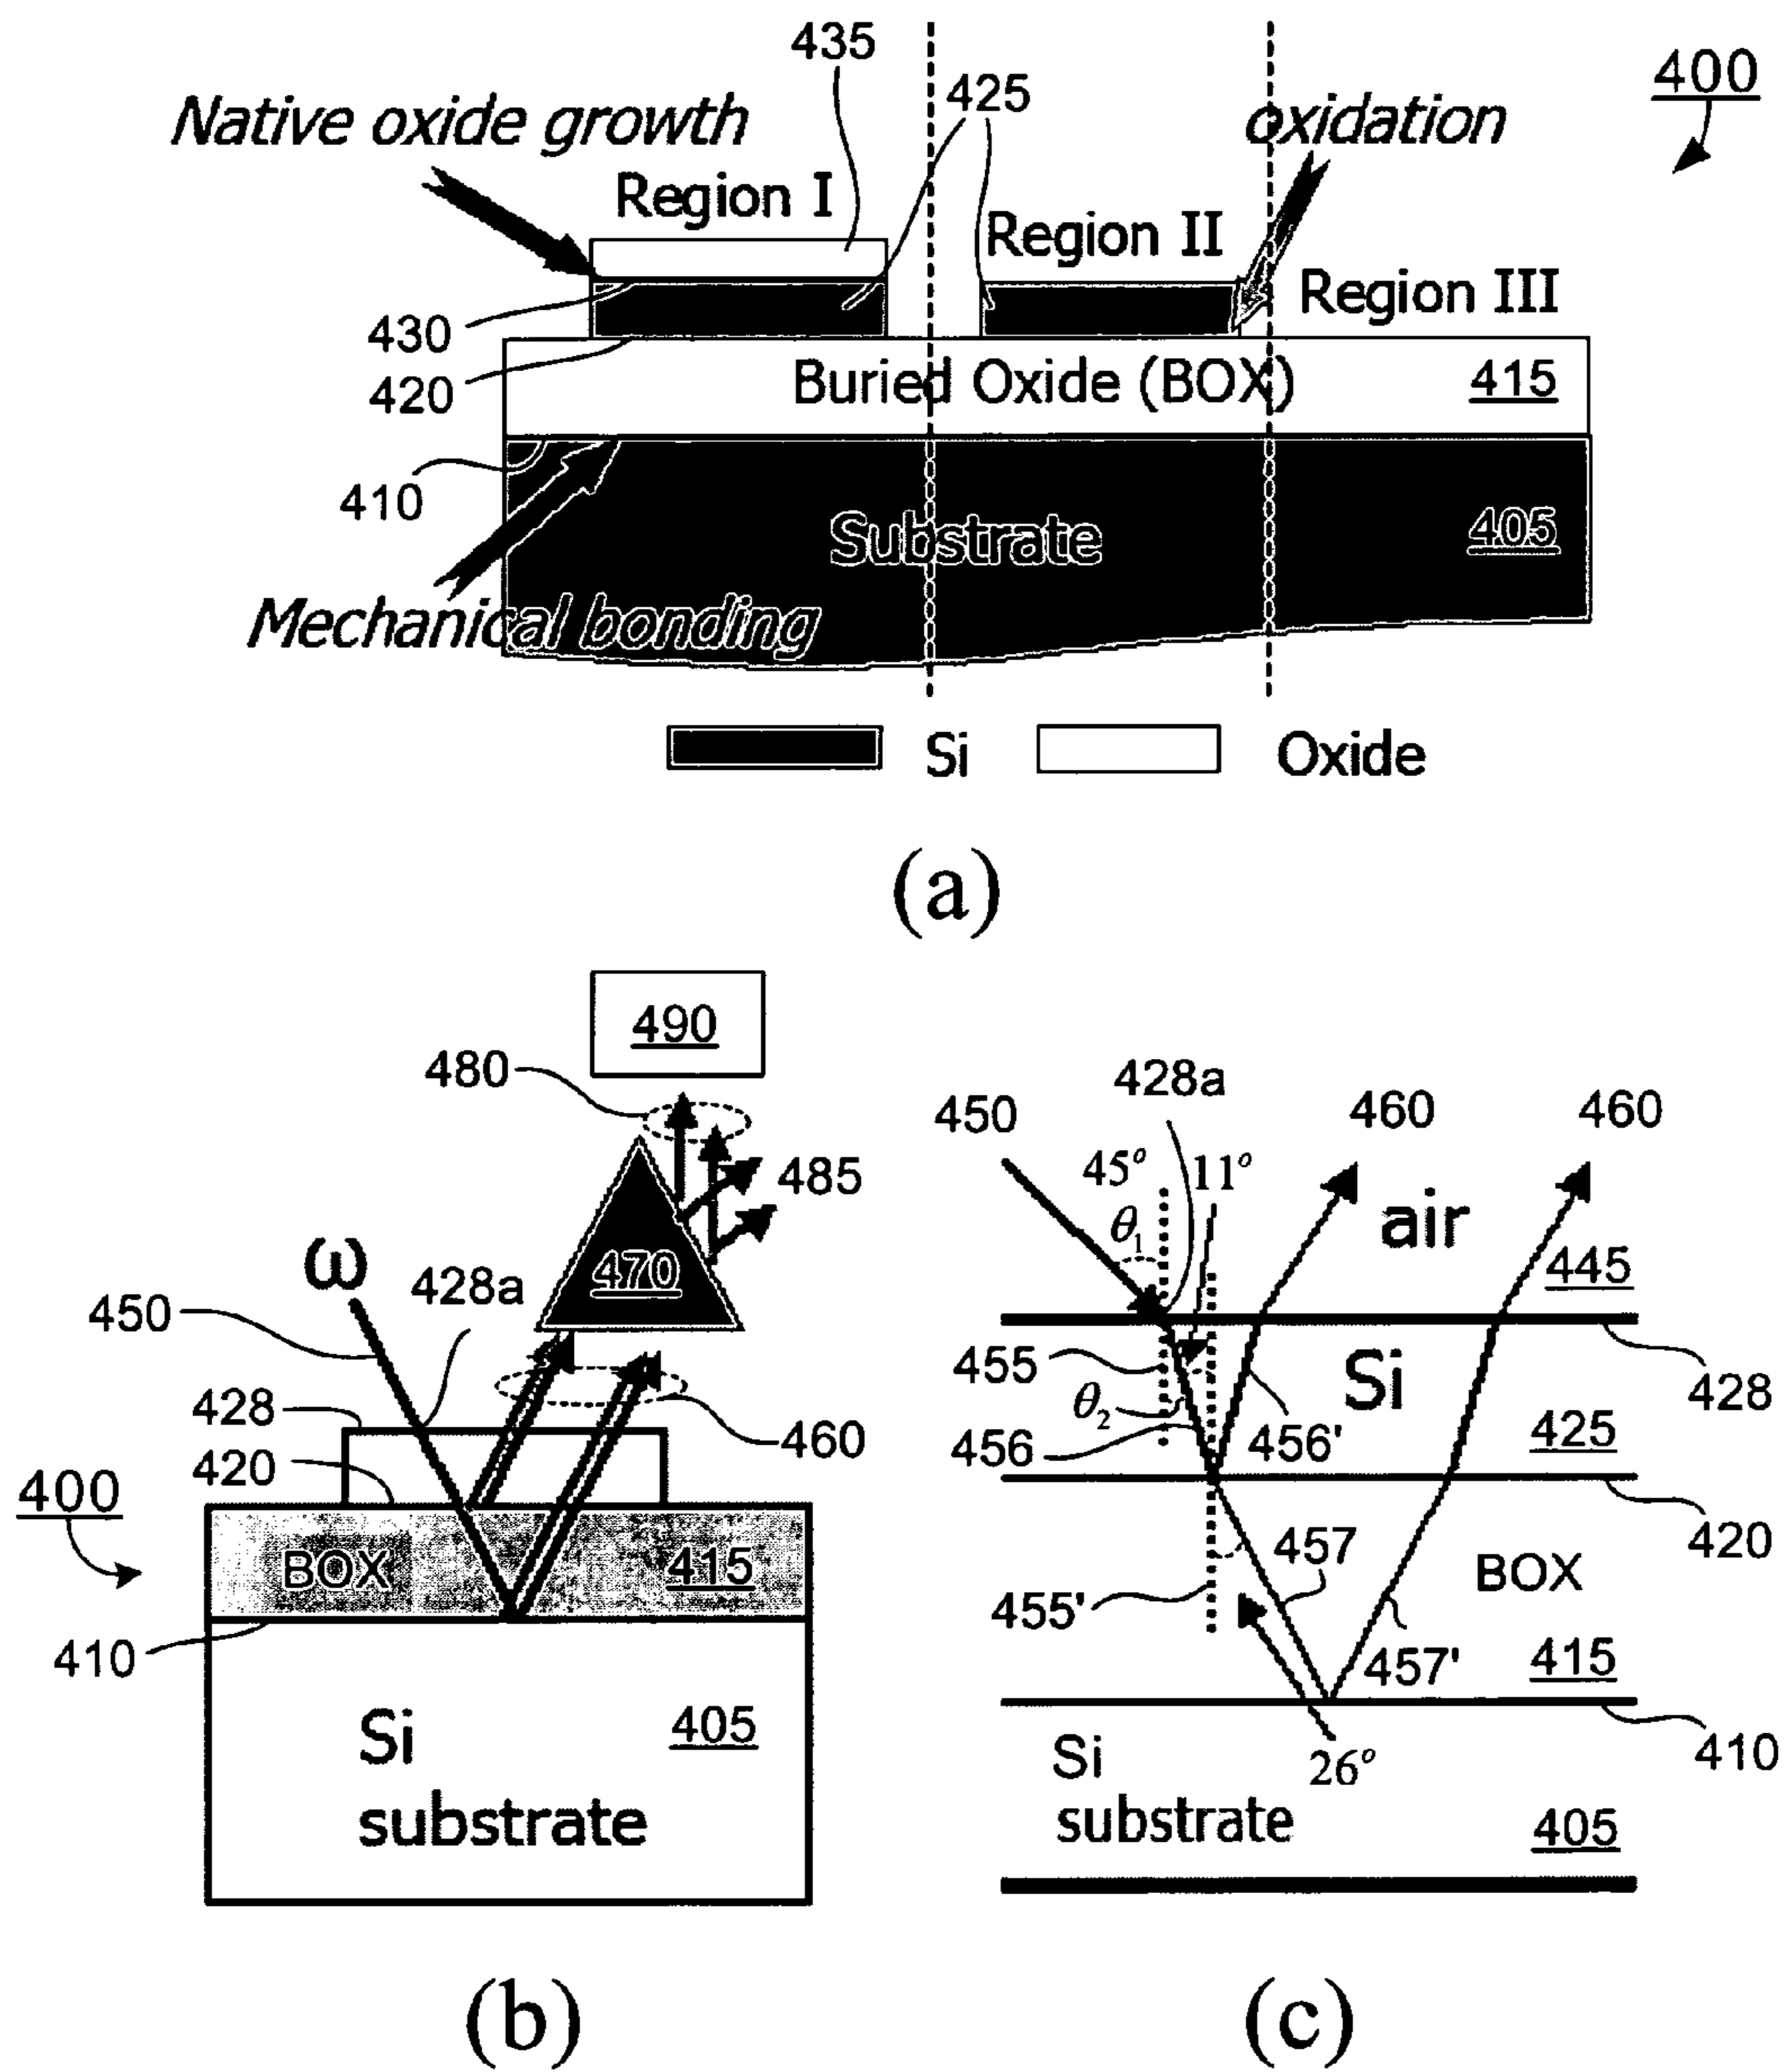 435
425
400
Native oxide growth
oxidation
Region I
Region II
Region III
430
420
Buried Oxide (BOX)
415
410
Substrate
405
Mechanical bonding
Si
Oxide
(a)
490
480
485
470
ω
428a
450
428
460
420
400
BOX
415
410
Si
substrate
405
(b)
428a
450
460
460
45°
11°
θ1
air
445
455
Si
428
θ2
456
456'
425
420
457
BOX
455'
457'
415
410
Si
substrate
26°
405
(c)